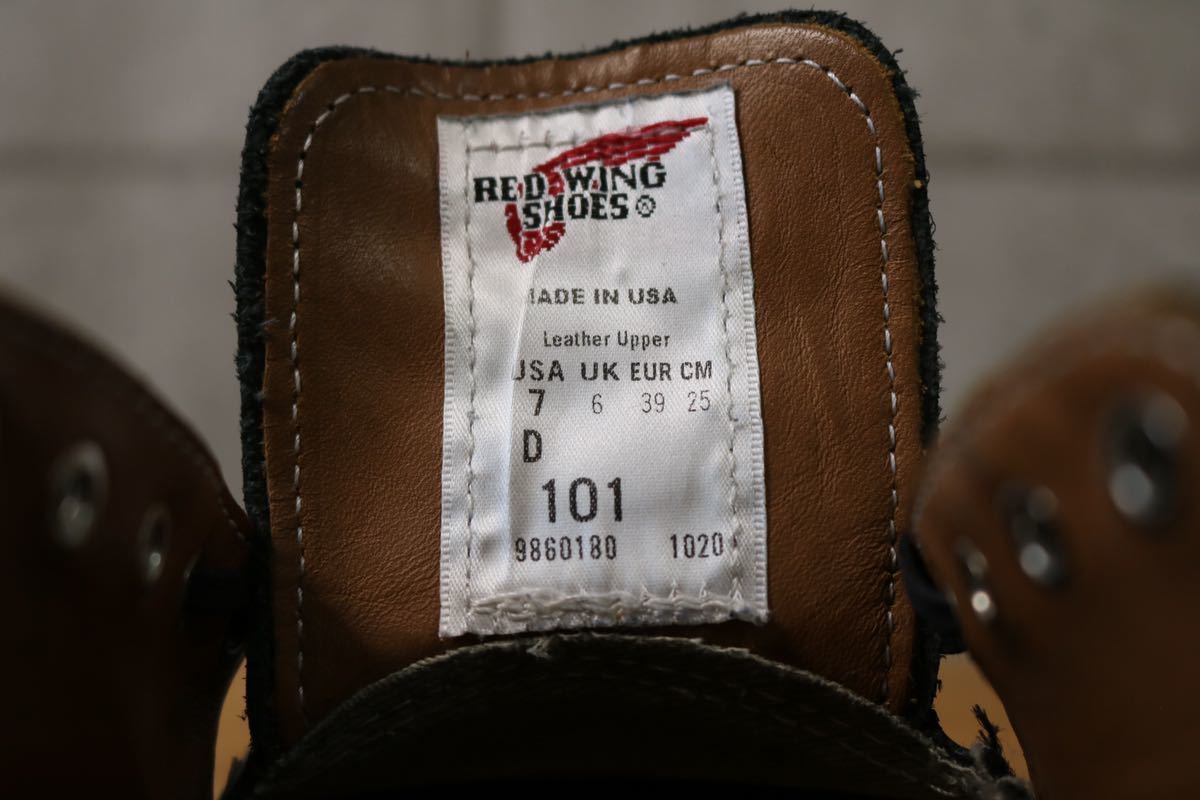 RED WING
SHOES®
MADE IN USA
Leather Upper
USA UK EUR CM
7 6 39 25
D
101
9860180 1020